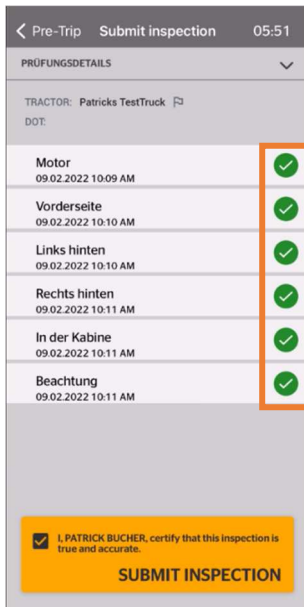 Pre-Trip Submit inspection 05:51
PRÜFUNGSDETAILS
TRACTOR: Patricks TestTruck
DOT:
Motor
09.02.2022 10:09 AM
Vorderseite
09.02.2022 10:10 AM
Links hinten
09.02.2022 10:10 AM
Rechts hinten
09.02.2022 10:11 AM
In der Kabine
09.02.2022 10:11 AM
Beachtung
09.02.2022 10:11 AM
I, PATRICK BUCHER, certify that this inspection is
true and accurate.
SUBMIT INSPECTION